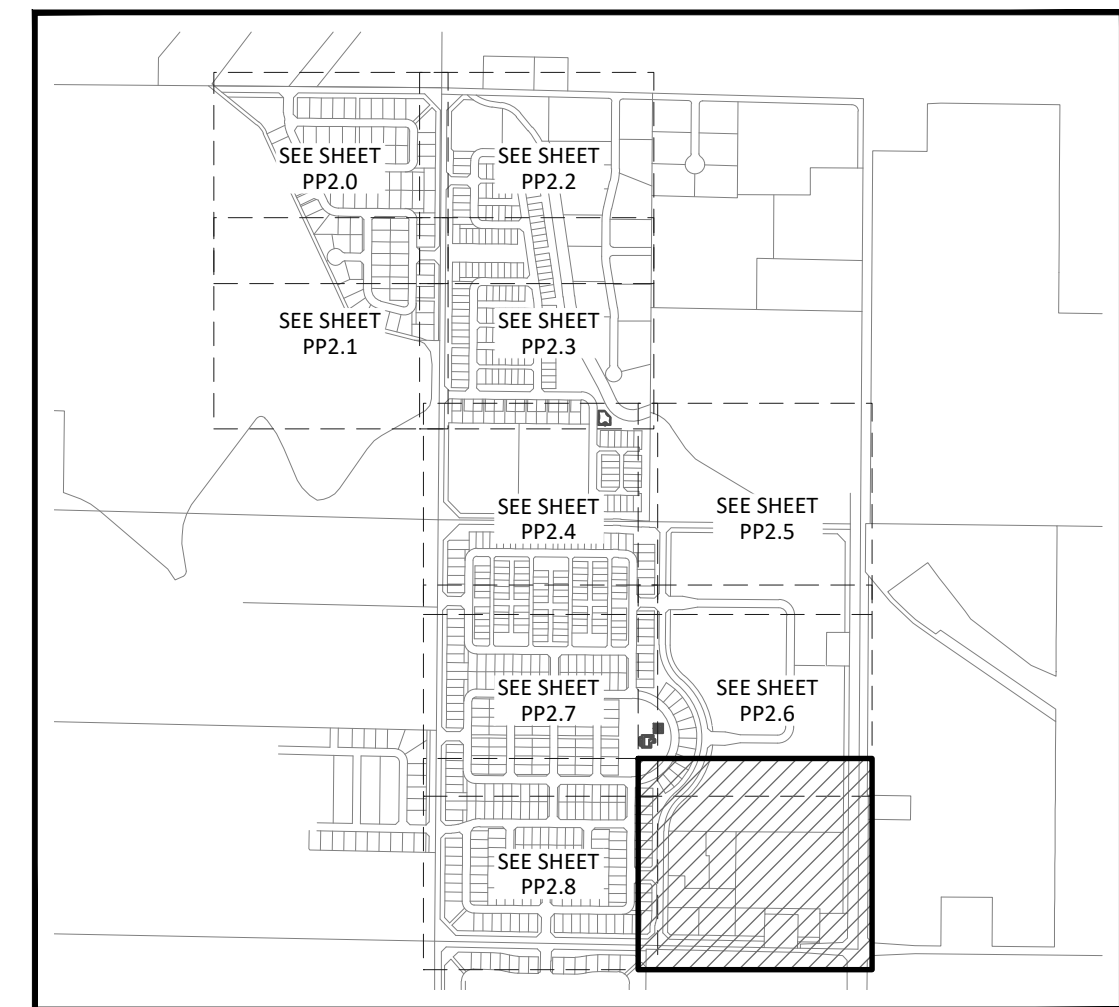 SEE SHEET
PP2.0
SEE SHEET
PP2.2
SEE SHEET
PP2.1
SEE SHEET
PP2.3
SEE SHEET
PP2.4
SEE SHEET
PP2.5
SEE SHEET
PP2.7
SEE SHEET
PP2.6
SEE SHEET
PP2.8